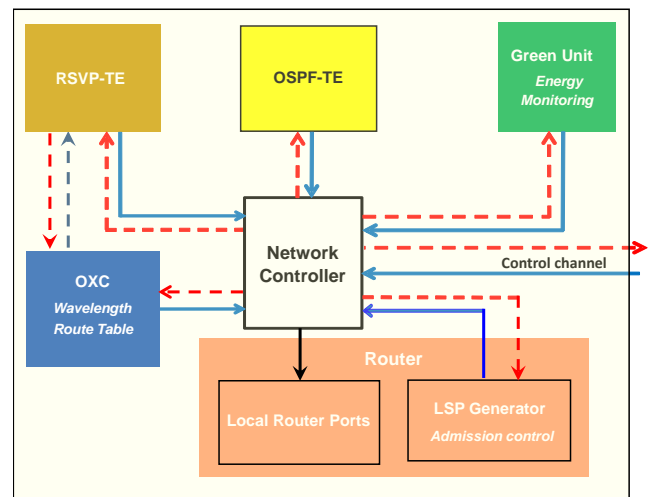 RSVP-TE
OSPF-TE
Green Unit
Energy
Monitoring
Network
Controller
Control channel
OXC
Wavelength
Route Table
Router
Local Router Ports
LSP Generator
Admission control